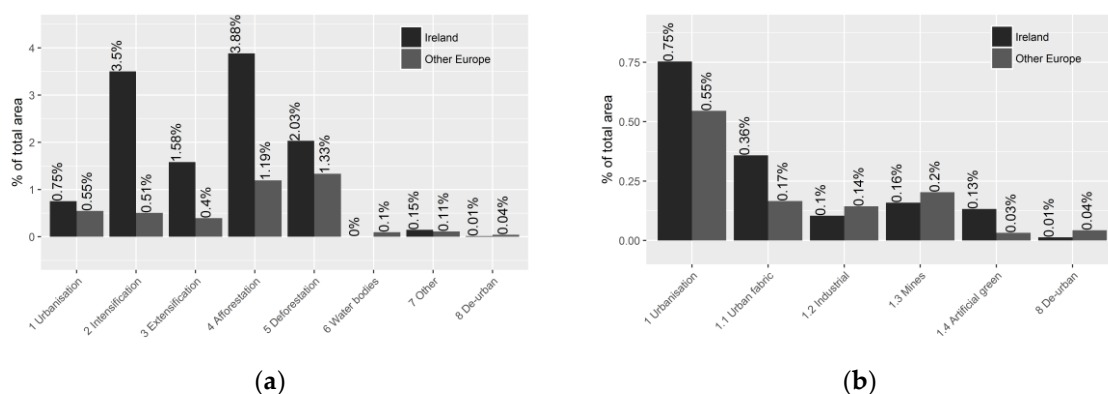 Ireland
Other Europe
% of total area
4
3
2
1
0
0.75%
0.55%
3.5%
0.51%
1.58%
0.4%
3.88%
1.19%
2.03%
1.33%
0%
0.1%
0.15%
0.11%
0.01%
0.04%
1 Urbanisation
2 Intensification
3 Extensification
4 Afforestation
5 Deforestation
6 Water bodies
7 Other
8 De-urban
(a)
Ireland
Other Europe
% of total area
0.75
0.50
0.25
0.00
0.75%
0.55%
0.36%
0.17%
0.1%
0.14%
0.16%
0.2%
0.13%
0.03%
0.01%
0.04%
1 Urbanisation
1.1 Urban fabric
1.2 Industrial
1.3 Mines
1.4 Artificial green
8 De-urban
(b)